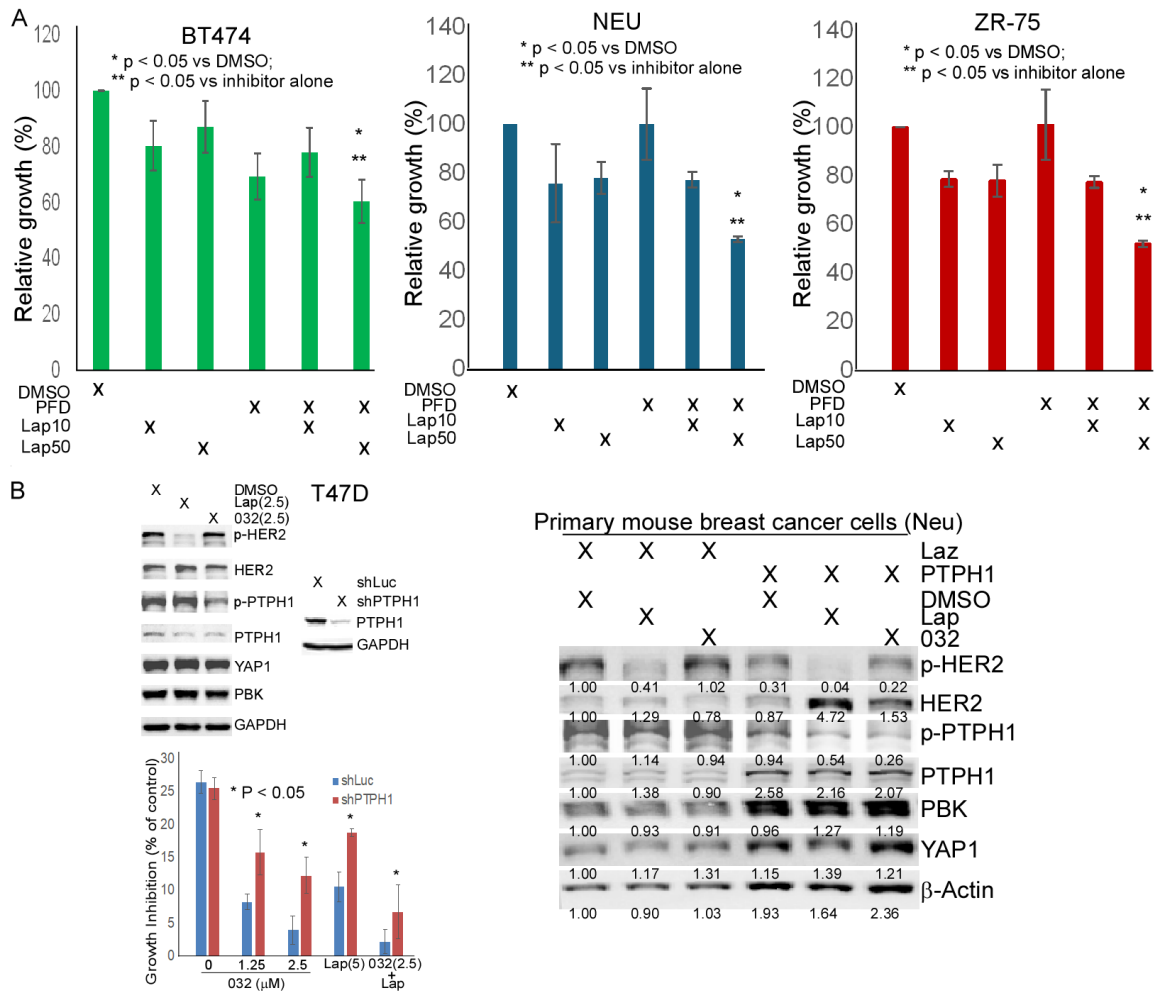 A
BT474
* p < 0.05 vs DMSO;
** p < 0.05 vs inhibitor alone
Relative growth (%)
120
100
80
60
40
20
0
*
**
DMSO X
PFD X X X
Lap10 X X
Lap50 X X
NEU
* p < 0.05 vs DMSO
** p < 0.05 vs inhibitor alone
Relative growth (%)
140
120
100
80
60
40
20
0
*
**
DMSO X
PFD X X X
Lap10 X X
Lap50 X X
ZR-75
* p < 0.05 vs DMSO;
** p < 0.05 vs inhibitor alone
Relative growth (%)
140
120
100
80
60
40
20
0
*
**
DMSO X
PFD X X X
Lap10 X X
Lap50 X X
B
T47D
X DMSO
X Lap(2.5)
X 032(2.5)
p-HER2
HER2
p-PTPH1
PTPH1
YAP1
PBK
GAPDH
X shLuc
X shPTPH1
PTPH1
GAPDH
Growth Inhibition (% of control)
30
25
20
15
10
5
0
* P < 0.05
shLuc
shPTPH1
* * * *
0 1.25 2.5 Lap(5) 032(2.5)
+
Lap
032 (μM)
Primary mouse breast cancer cells (Neu)
X X X Laz
X X X PTPH1
X X DMSO
X X Lap
X X 032
p-HER2
1.00 0.41 1.02 0.31 0.04 0.22
HER2
1.00 1.29 0.78 0.87 4.72 1.53
p-PTPH1
1.00 1.14 0.94 0.94 0.54 0.26
PTPH1
1.00 1.38 0.90 2.58 2.16 2.07
PBK
1.00 0.93 0.91 0.96 1.27 1.19
YAP1
1.00 1.17 1.31 1.15 1.39 1.21
β-Actin
1.00 0.90 1.03 1.93 1.64 2.36